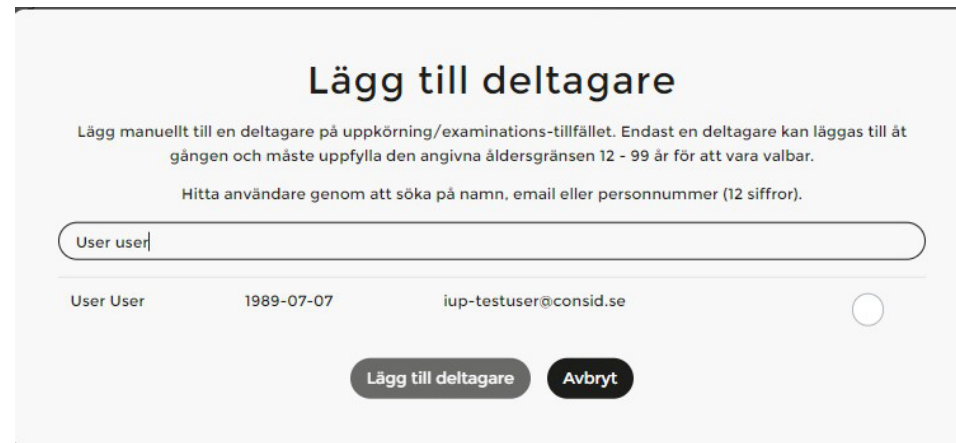 Lägg till deltagare
Lägg manuellt till en deltagare på uppkörning/examinations-tillfället. Endast en deltagare kan läggas till åt
gången och måste uppfylla den angivna åldersgränsen 12 - 99 år för att vara valbar.
Hitta användare genom att söka på namn, email eller personnummer (12 siffror).
User user
User User 1989-07-07 iup-testuser@consid.se
Lägg till deltagare Avbryt